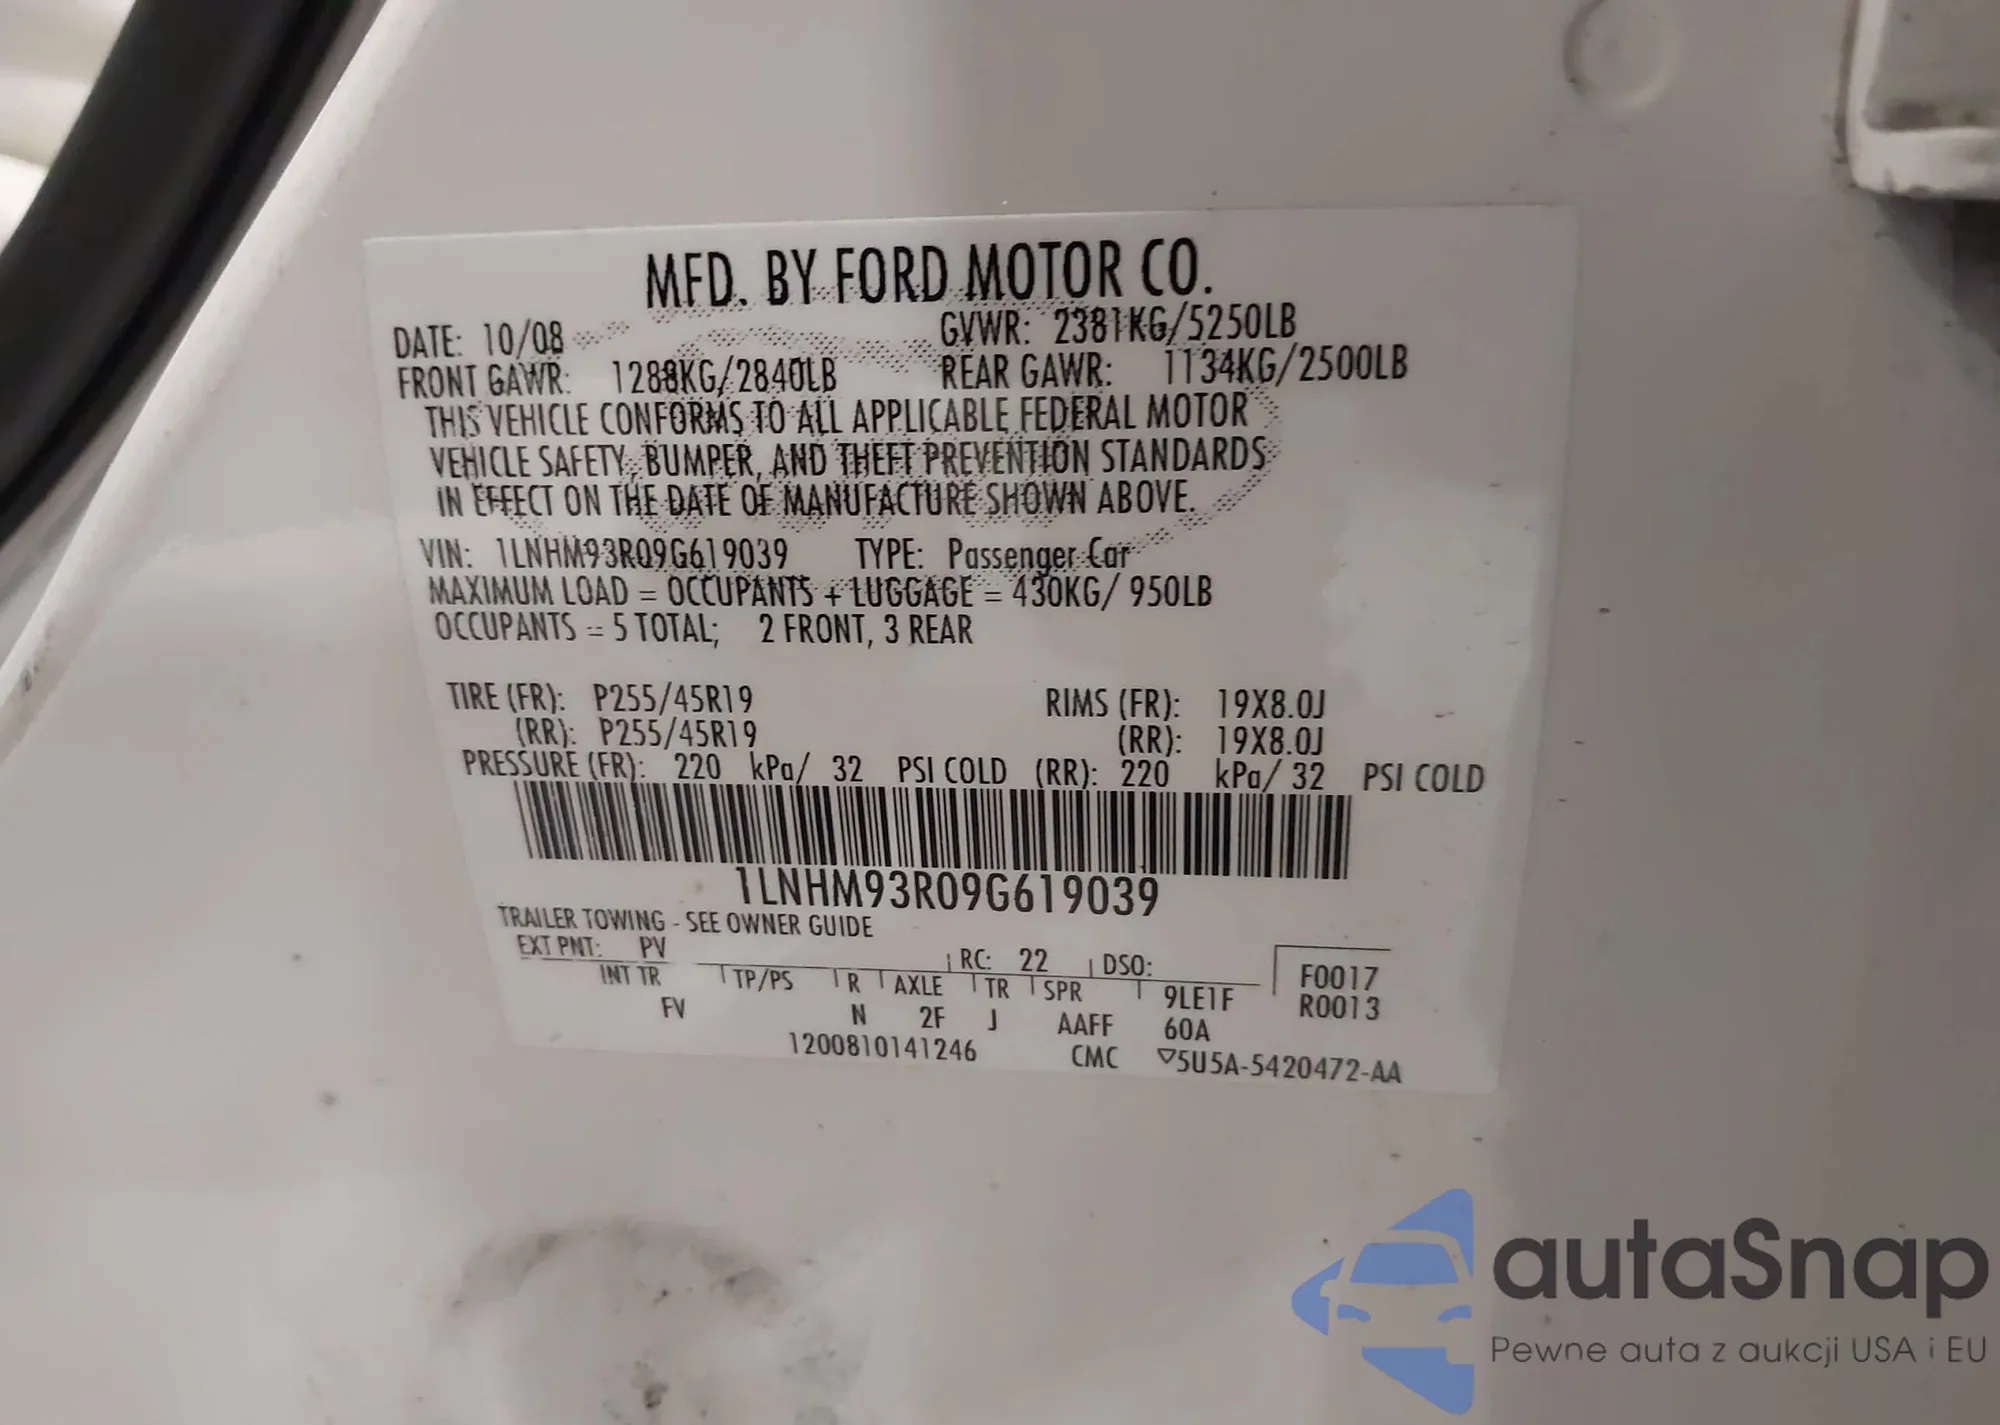 MFD. BY FORD MOTOR CO.
DATE: 10/08 GVWR: 2381KG/5250LB
FRONT GAWR: 1288KG/2840LB REAR GAWR: 1134KG/2500LB
THIS VEHICLE CONFORMS TO ALL APPLICABLE FEDERAL MOTOR
VEHICLE SAFETY, BUMPER, AND THEFT PREVENTION STANDARDS
IN EFFECT ON THE DATE OF MANUFACTURE SHOWN ABOVE.
VIN: 1LNHM93R09G619039 TYPE: Passenger Car
MAXIMUM LOAD = OCCUPANTS + LUGGAGE = 430KG/ 950LB
OCCUPANTS = 5 TOTAL; 2 FRONT, 3 REAR
TIRE (FR): P255/45R19 RIMS (FR): 19X8.0J
(RR): P255/45R19 (RR): 19X8.0J
PRESSURE (FR): 220 kPa/ 32 PSI COLD (RR): 220 kPa/ 32 PSI COLD
1LNHM93R09G619039
TRAILER TOWING - SEE OWNER GUIDE
EXT PNT: PV RC: 22 DSO: F0017
INT TR TP/PS R AXLE TR SPR 9LE1F R0013
FV N 2F J AAFF 60A
1200810141246 CMC ▽5U5A-5420472-AA
autaSnap
Pewne auta z aukcji USA i EU